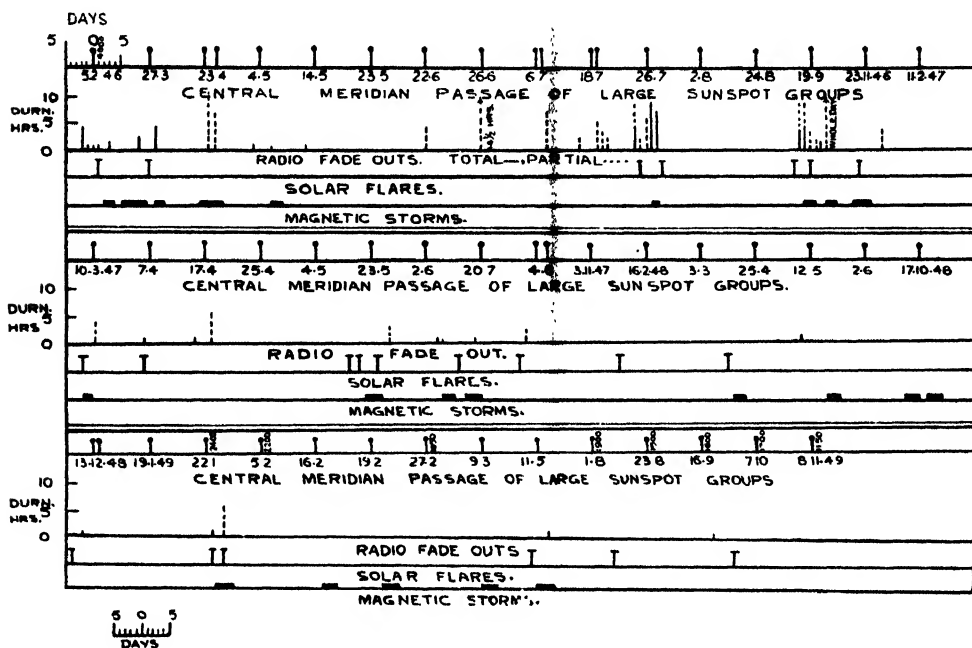 DAYS
5 0 5
5·2 4·6 27·3 23·4 4·5 14·5 23·5 22·6 26·6 6·7 18·7 26·7 2·8 24·8 19·9 23·11·46 11·2·47
CENTRAL MERIDIAN PASSAGE OF LARGE SUNSPOT GROUPS
10
DURN. 5
HRS.
0
RADIO FADE OUTS. TOTAL—, PARTIAL----
SOLAR FLARES.
MAGNETIC STORMS.
10·3·47 7·4 17·4 25·4 4·5 23·5 2·6 20·7 3·11·47 16·2·48 3·3 25·4 12·5 2·6 17·10·48
CENTRAL MERIDIAN PASSAGE OF LARGE SUNSPOT GROUPS.
10
DURN. 5
HRS.
0
RADIO FADE OUT.
SOLAR FLARES.
MAGNETIC STORMS.
13·12·48 19·1·49 22·1 5·2 16·2 19·2 27·2 9·3 11·5 1·8 23·8 16·9 7·10 8·11·49
CENTRAL MERIDIAN PASSAGE OF LARGE SUNSPOT GROUPS
10
DURN. 5
HRS.
0
RADIO FADE OUTS
SOLAR FLARES.
MAGNETIC STORMS.
5 0 5
DAYS